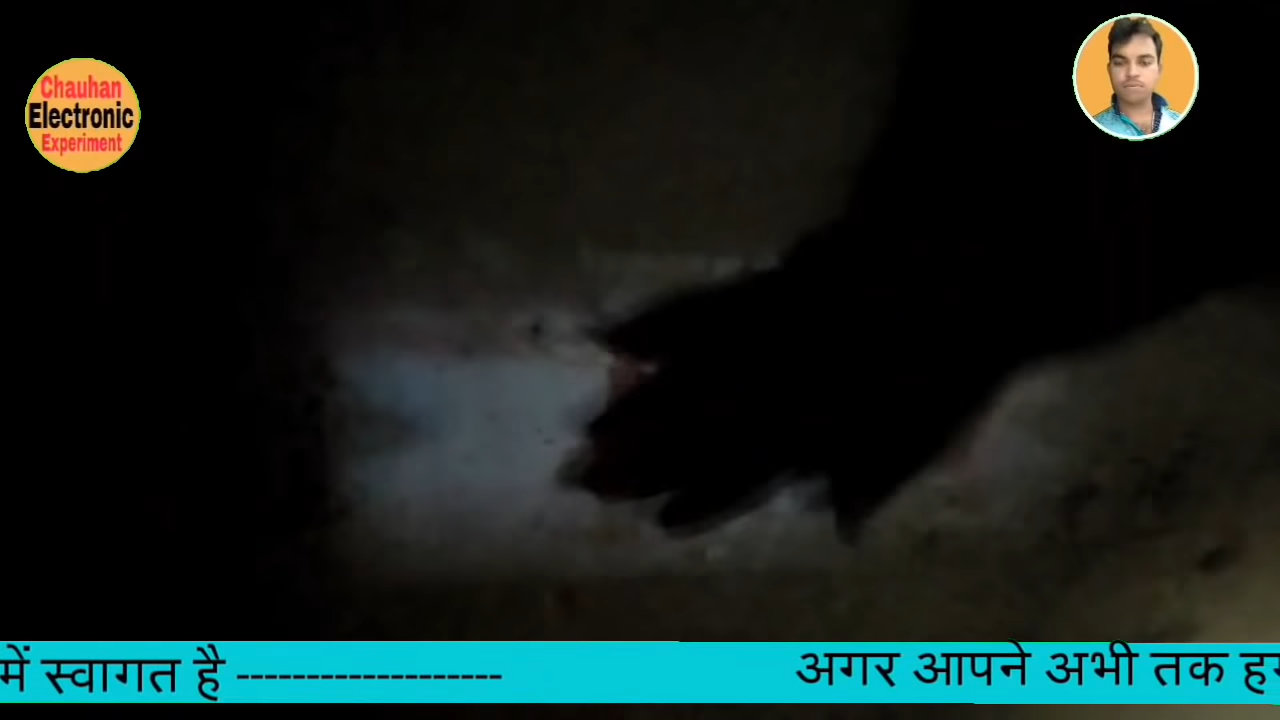 Chauhan
Electronic
Experiment
में स्वागत है -------------------
अगर आपने अभी तक